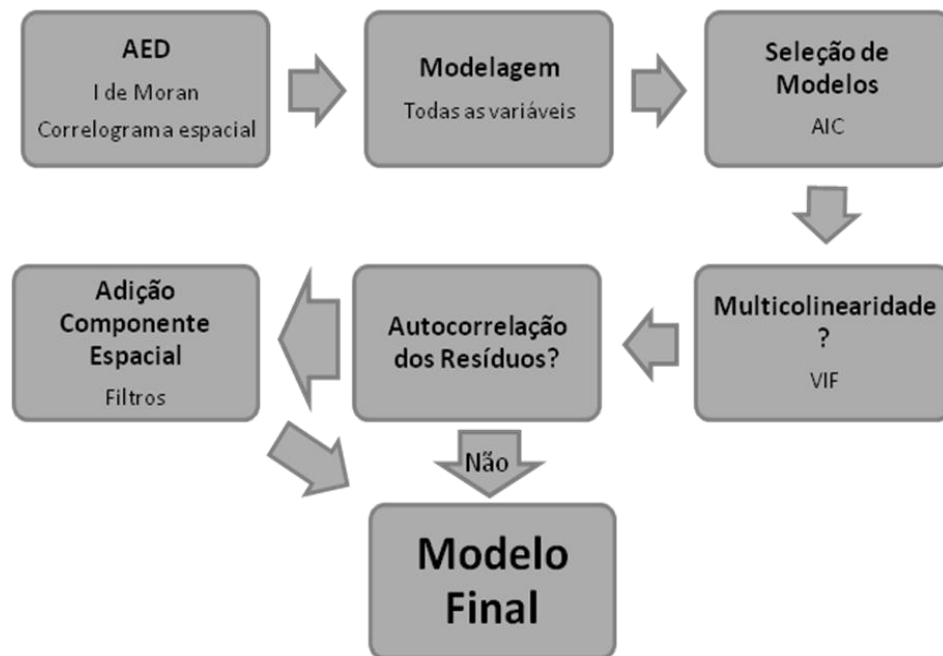 AED
I de Moran
Correlograma espacial
Modelagem
Todas as variáveis
Seleção de
Modelos
AIC
Multicolinearidade
?
VIF
Autocorrelação
dos Resíduos?
Adição
Componente
Espacial
Filtros
Não
Modelo
Final